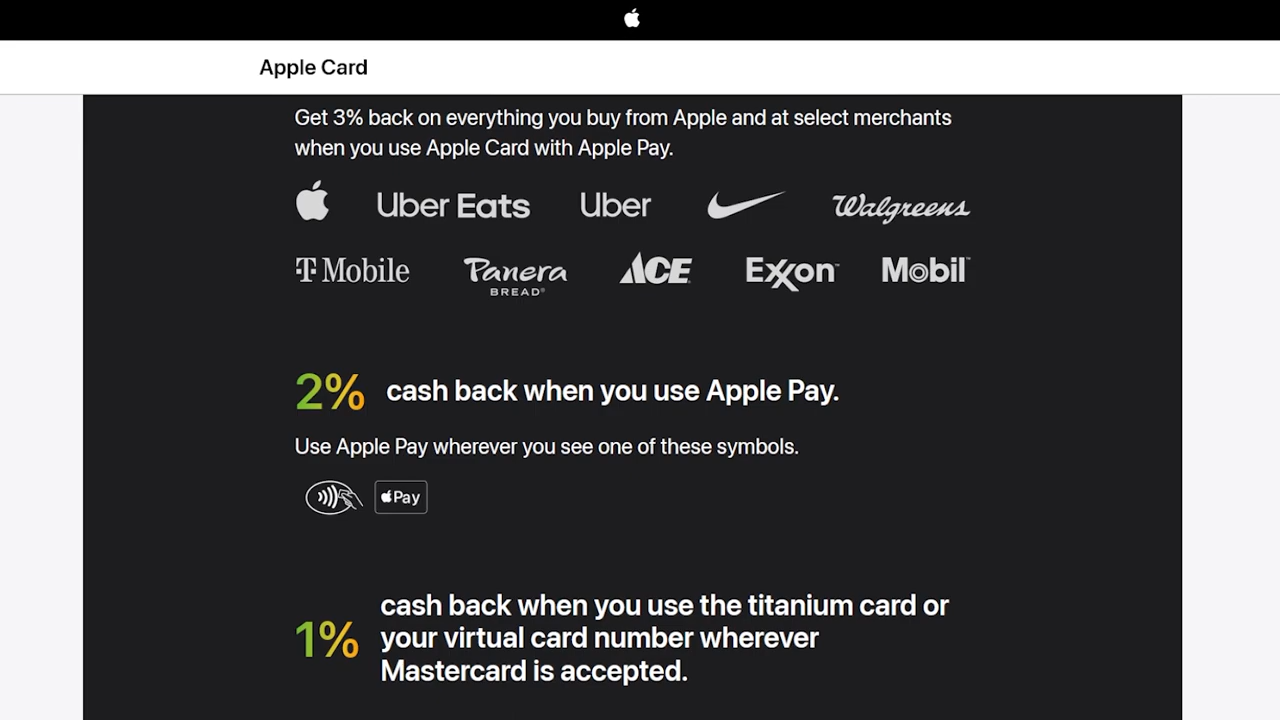 Apple Card
Get 3% back on everything you buy from Apple and at select merchants
when you use Apple Card with Apple Pay.
Uber Eats Uber Walgreens
T Mobile Panera ACE Exxon™ Mobil™
BREAD®
2% cash back when you use Apple Pay.
Use Apple Pay wherever you see one of these symbols.
Pay
1% cash back when you use the titanium card or
your virtual card number wherever
Mastercard is accepted.